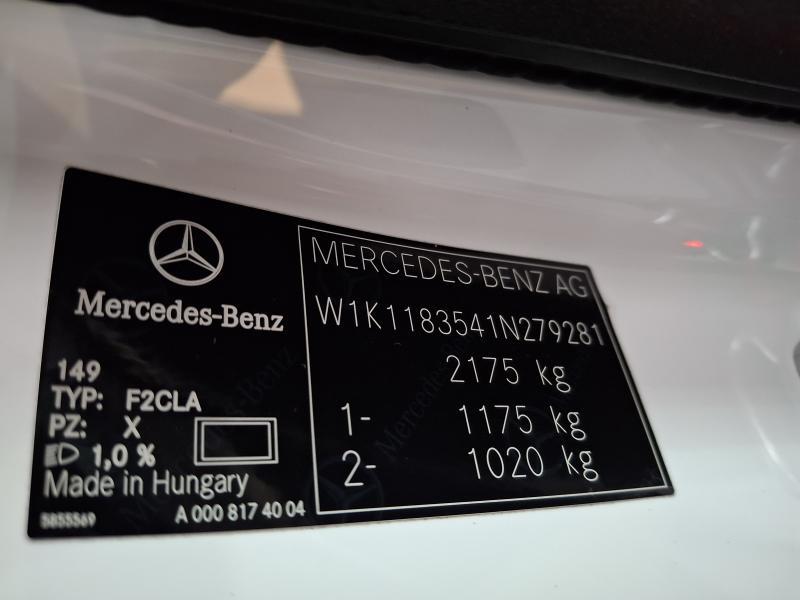 Mercedes-Benz
149
TYP: F2CLA
PZ: X
1,0 %
Made in Hungary
5855569
A 000 817 40 04
MERCEDES-BENZ AG
W1K1183541N279281
2175 kg
1- 1175 kg
2- 1020 kg